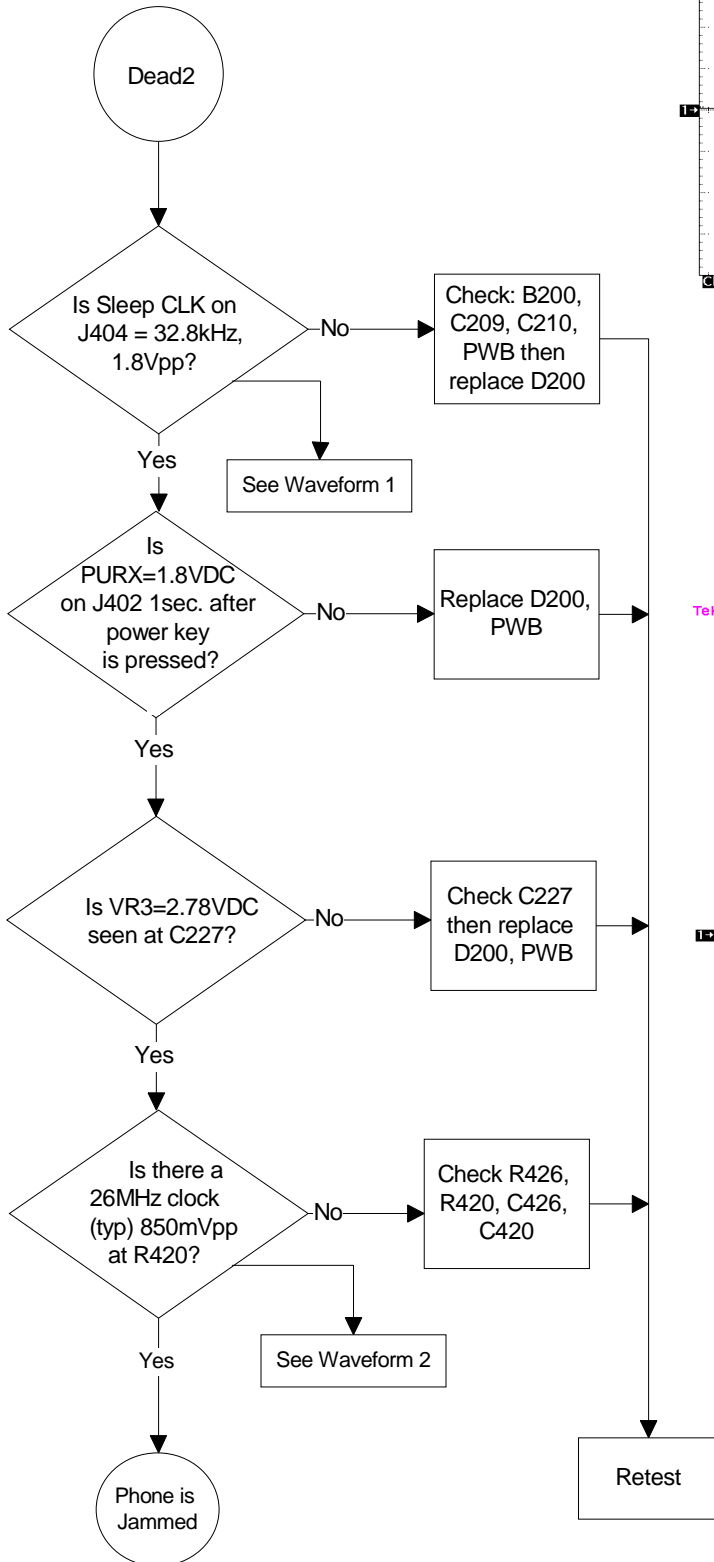 Dead2
Is Sleep CLK on
J404 = 32.8kHz,
1.8Vpp?
No
Check: B200,
C209, C210,
PWB then
replace D200
Yes
See Waveform 1
Is
PURX=1.8VDC
on J402 1sec. after
power key
is pressed?
No
Replace D200,
PWB
Yes
Is VR3=2.78VDC
seen at C227?
No
Check C227
then replace
D200, PWB
Yes
Is there a
26MHz clock
(typ) 850mVpp
at R420?
No
Check R426,
R420, C426,
C420
See Waveform 2
Yes
Phone is
Jammed
Retest
1
1